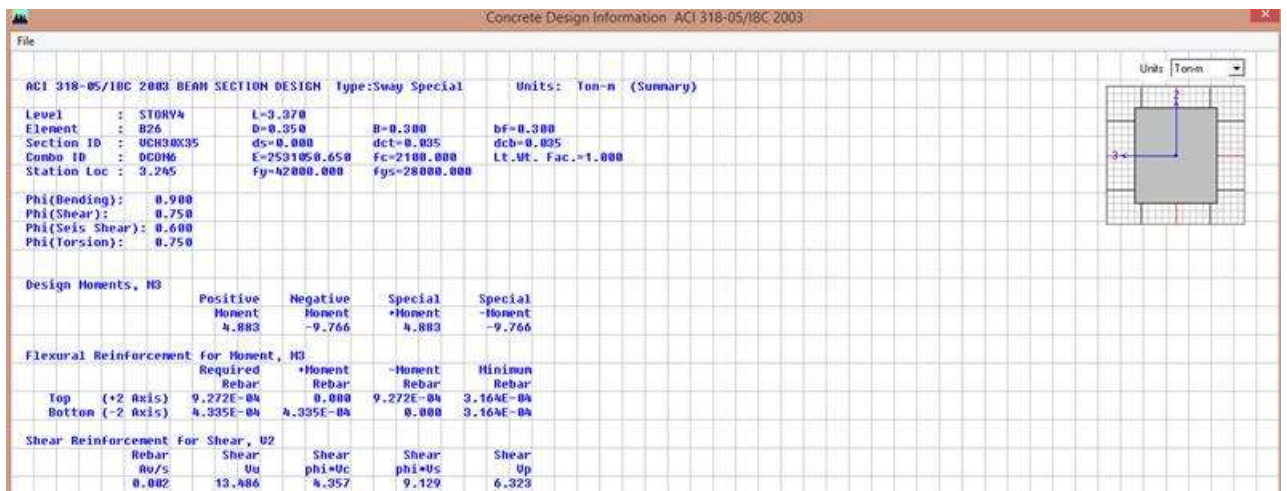 Concrete Design Information ACI 318-05/IBC 2003
File
Units Ton-m
ACI 318-05/IBC 2003 BEAM SECTION DESIGN Type:Sway Special Units: Ton-m (Summary)
Level : STORY4 L=3.370
Element : B26 D=0.350 B=0.300 bf=0.300
Section ID : VCH30X35 ds=0.000 dct=0.035 dcb=0.035
Combo ID : DCON6 E=2531050.650 fc=2100.000 Lt.Wt. Fac.=1.000
Station Loc : 3.245 fy=42000.000 fys=28000.000
Phi(Bending): 0.900
Phi(Shear): 0.750
Phi(Seis Shear): 0.600
Phi(Torsion): 0.750
2
3
Design Moments, M3
Positive Negative Special Special
Moment Moment +Moment -Moment
4.883 -9.766 4.883 -9.766
Flexural Reinforcement for Moment, M3
Required +Moment -Moment Minimum
Rebar Rebar Rebar Rebar
Top (+2 Axis) 9.272E-04 0.000 9.272E-04 3.164E-04
Bottom (-2 Axis) 4.335E-04 4.335E-04 0.000 3.164E-04
Shear Reinforcement for Shear, V2
Rebar Shear Shear Shear Shear
Av/s Vu phi*Vc phi*Vs Vp
0.002 13.486 4.357 9.129 6.323